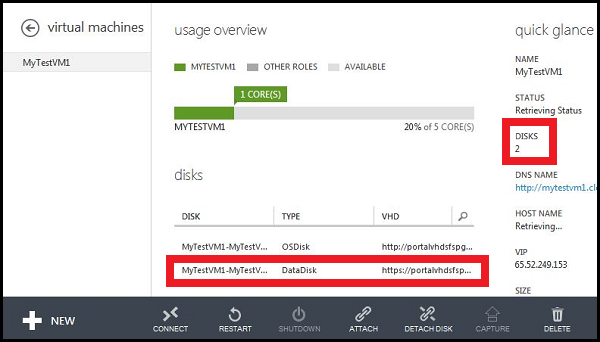 virtual machines
MyTestVM1
usage overview
MYTESTVM1 OTHER ROLES AVAILABLE
1 CORE(S)
MYTESTVM1 20% of 5 CORE(S)
disks
DISK TYPE VHD
MyTestVM1-MyTestV... OSDisk http://portalvhdsfspg...
MyTestVM1-MyTestV... DataDisk https://portalvhdsfsp...
quick glance
NAME
MyTestVM1
STATUS
Retrieving Status
DISKS
2
DNS NAME
http://mytestvm1.cl
HOST NAME
Retrieving...
VIP
65.52.249.153
SIZE
NEW CONNECT RESTART SHUTDOWN ATTACH DETACH DISK CAPTURE DELETE